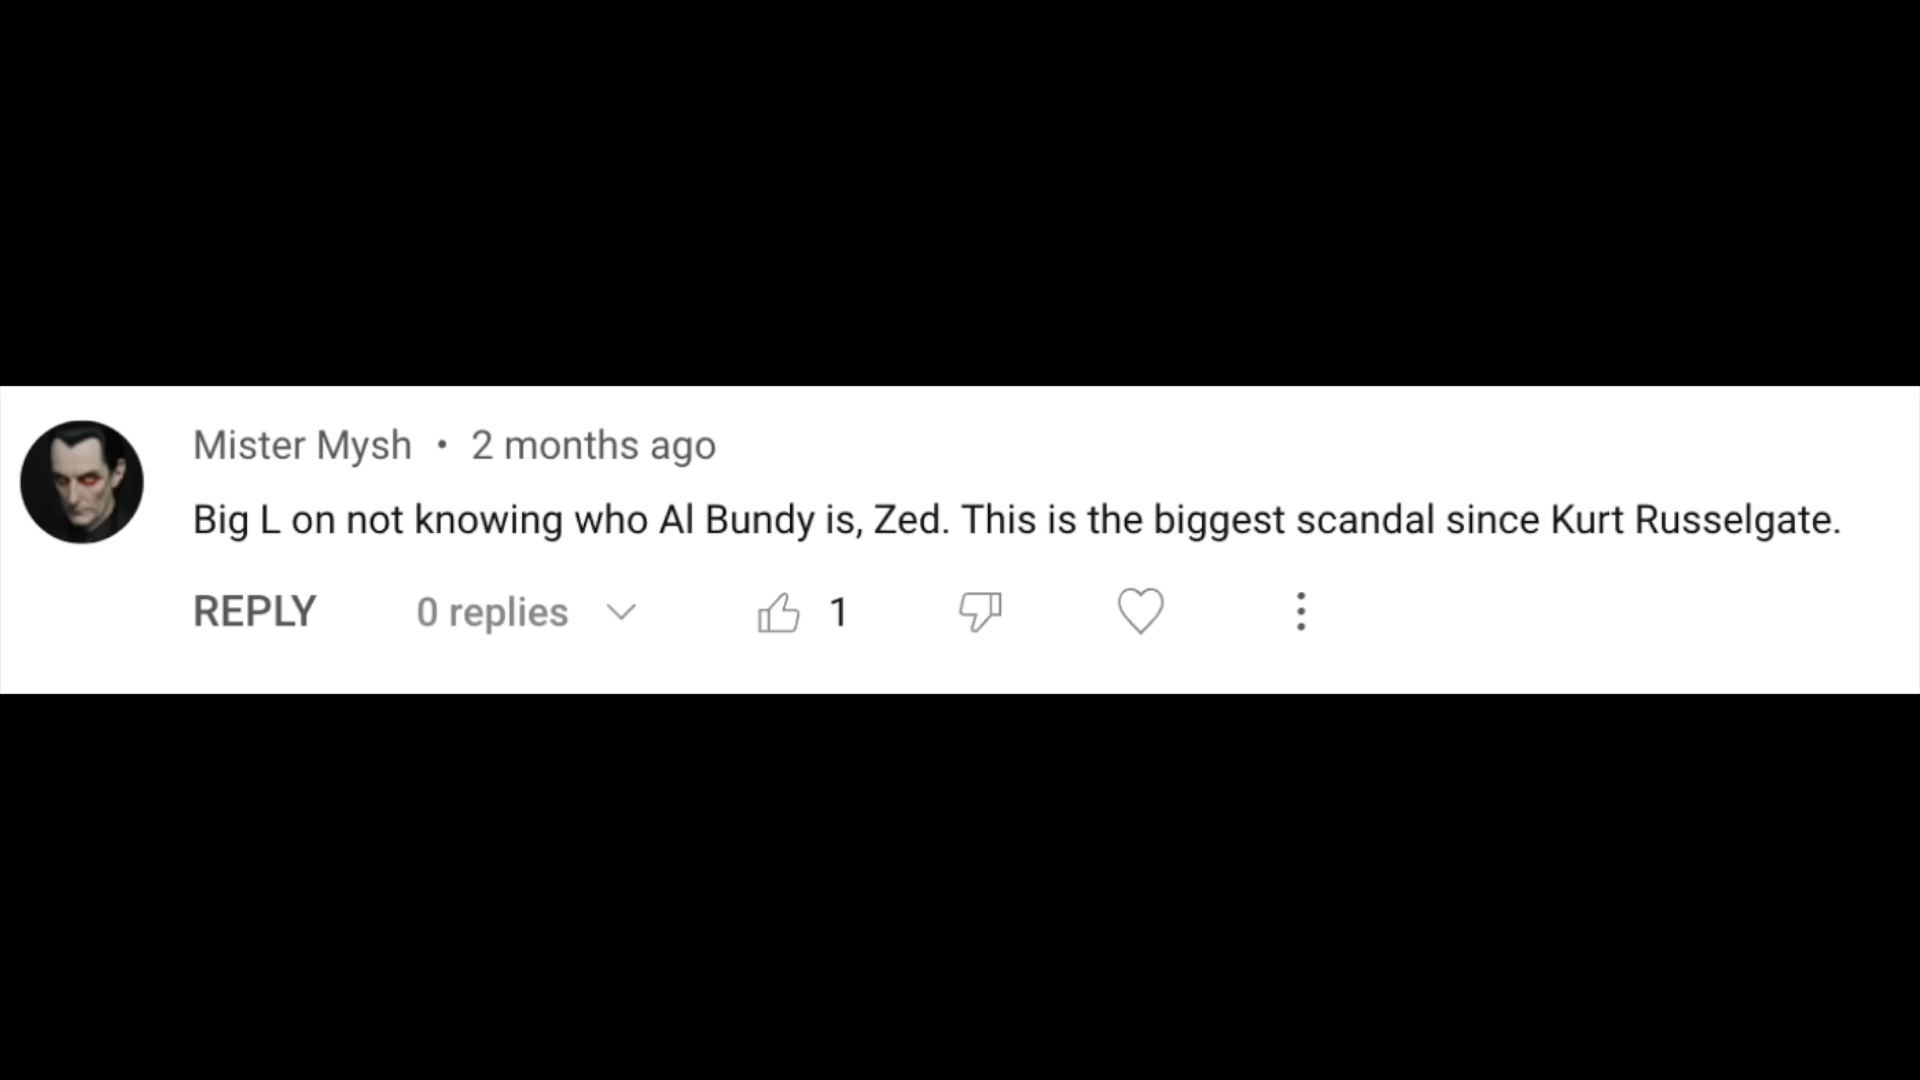 Mister Mysh • 2 months ago
Big L on not knowing who Al Bundy is, Zed. This is the biggest scandal since Kurt Russelgate.
REPLY 0 replies 1